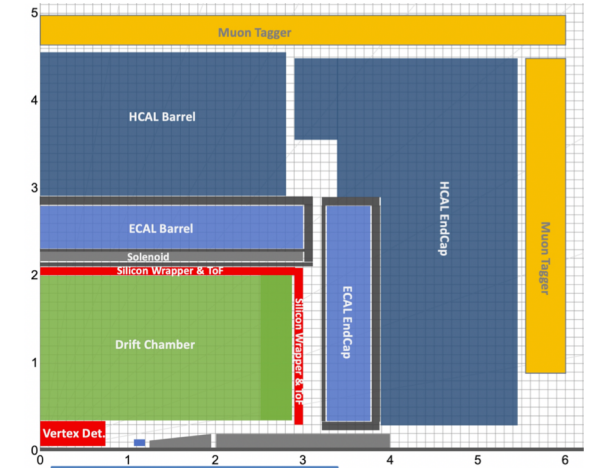 5
Muon Tagger
4
HCAL Barrel
3
HCAL EndCap
ECAL Barrel
Muon Tagger
Solenoid
Silicon Wrapper & ToF
2
Silicon Wrapper & ToF
ECAL EndCap
Drift Chamber
1
Vertex Det.
0
0 1 2 3 4 5 6